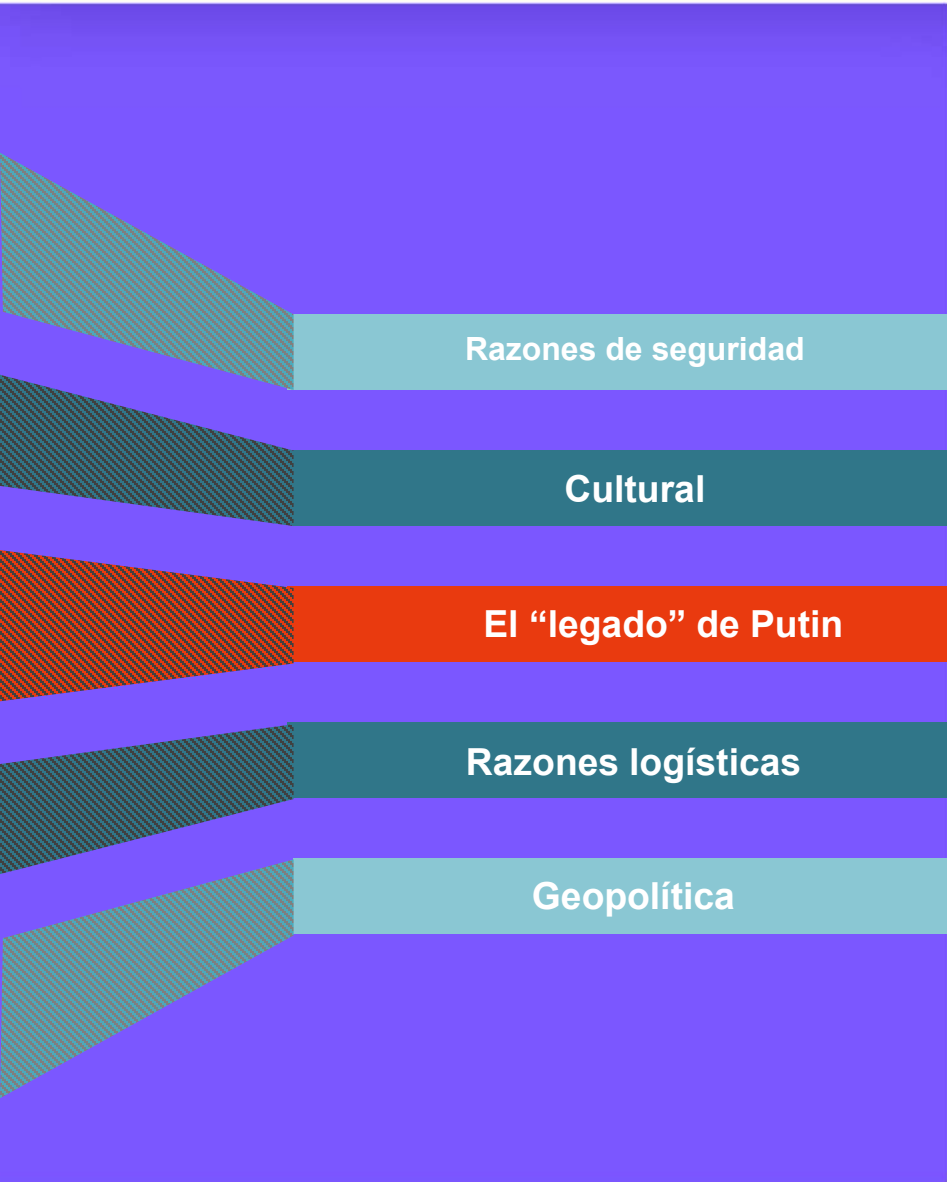 Razones de seguridad
Cultural
El “legado” de Putin
Razones logísticas
Geopolítica